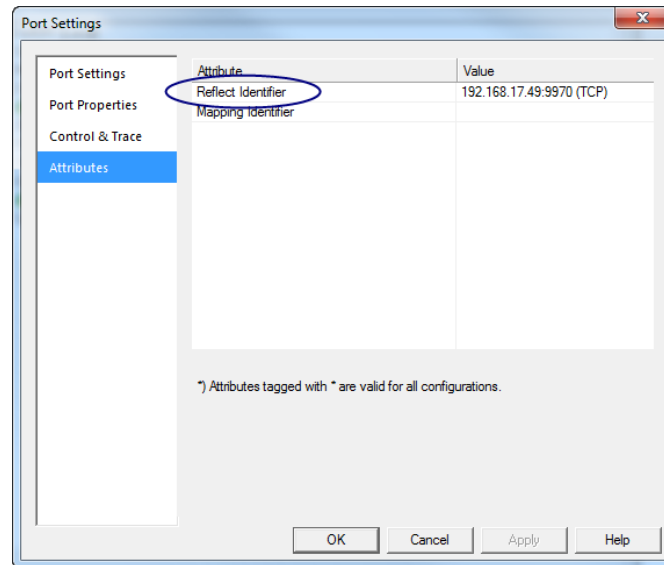 Port Settings
Port Settings
Port Properties
Control & Trace
Attributes
Attribute Value
Reflect Identifier 192.168.17.49:9970 (TCP)
Mapping Identifier
*) Attributes tagged with * are valid for all configurations.
OK Cancel Apply Help